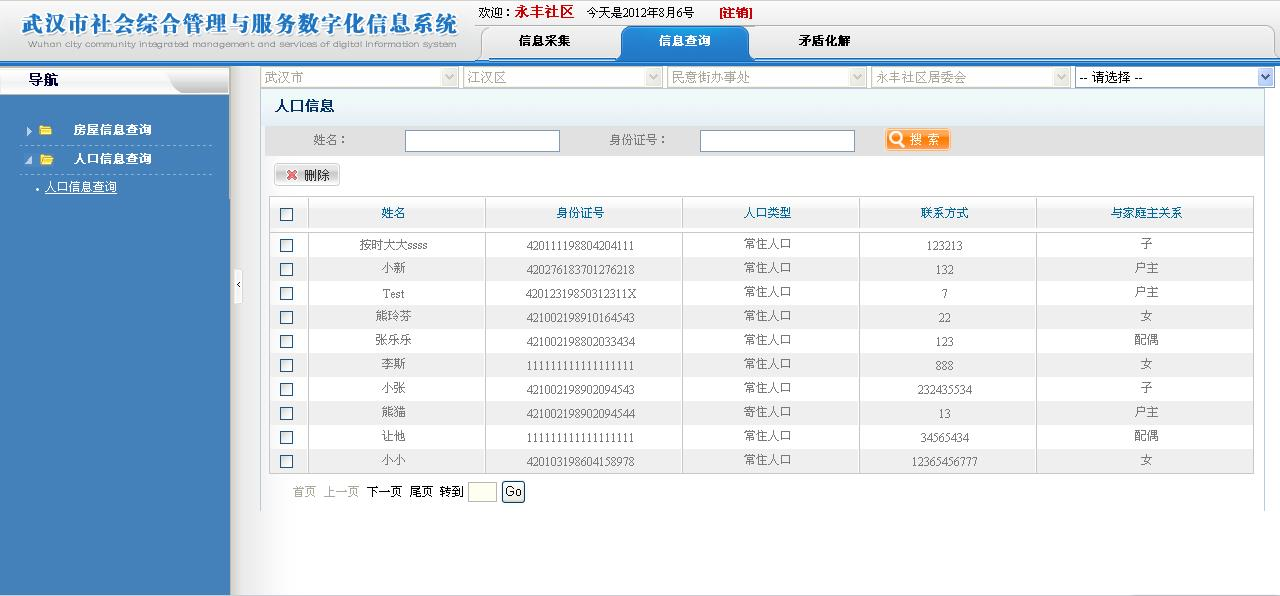 武汉市社会综合管理与服务数字化信息系统
Wuhan city community integrated management and services of digital information system
欢迎：永丰社区 今天是2012年8月6号 [注销]
信息采集 信息查询 矛盾化解
导航
房屋信息查询
人口信息查询
人口信息查询
武汉市 江汉区 民意街办事处 永丰社区居委会 -- 请选择 --
人口信息
姓名： 身份证号： 搜索
删除
姓名 身份证号 人口类型 联系方式 与家庭主关系
按时大大ssss 420111198804204111 常住人口 123213 子
小新 420276183701276218 常住人口 132 户主
Test 42012319850312311X 常住人口 7 户主
熊玲芬 421002198910164543 常住人口 22 女
张乐乐 421002198802033434 常住人口 123 配偶
李斯 111111111111111111 常住人口 888 女
小张 421002198902094543 常住人口 232435534 子
熊猫 421002198902094544 寄住人口 13 户主
让他 111111111111111111 常住人口 34565434 配偶
小小 420103198604158978 常住人口 12365456777 女
首页 上一页 下一页 尾页 转到 Go